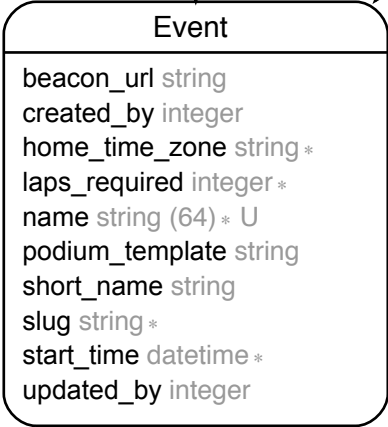 Event
beacon_url string
created_by integer
home_time_zone string *
laps_required integer *
name string (64) * U
podium_template string
short_name string
slug string *
start_time datetime *
updated_by integer